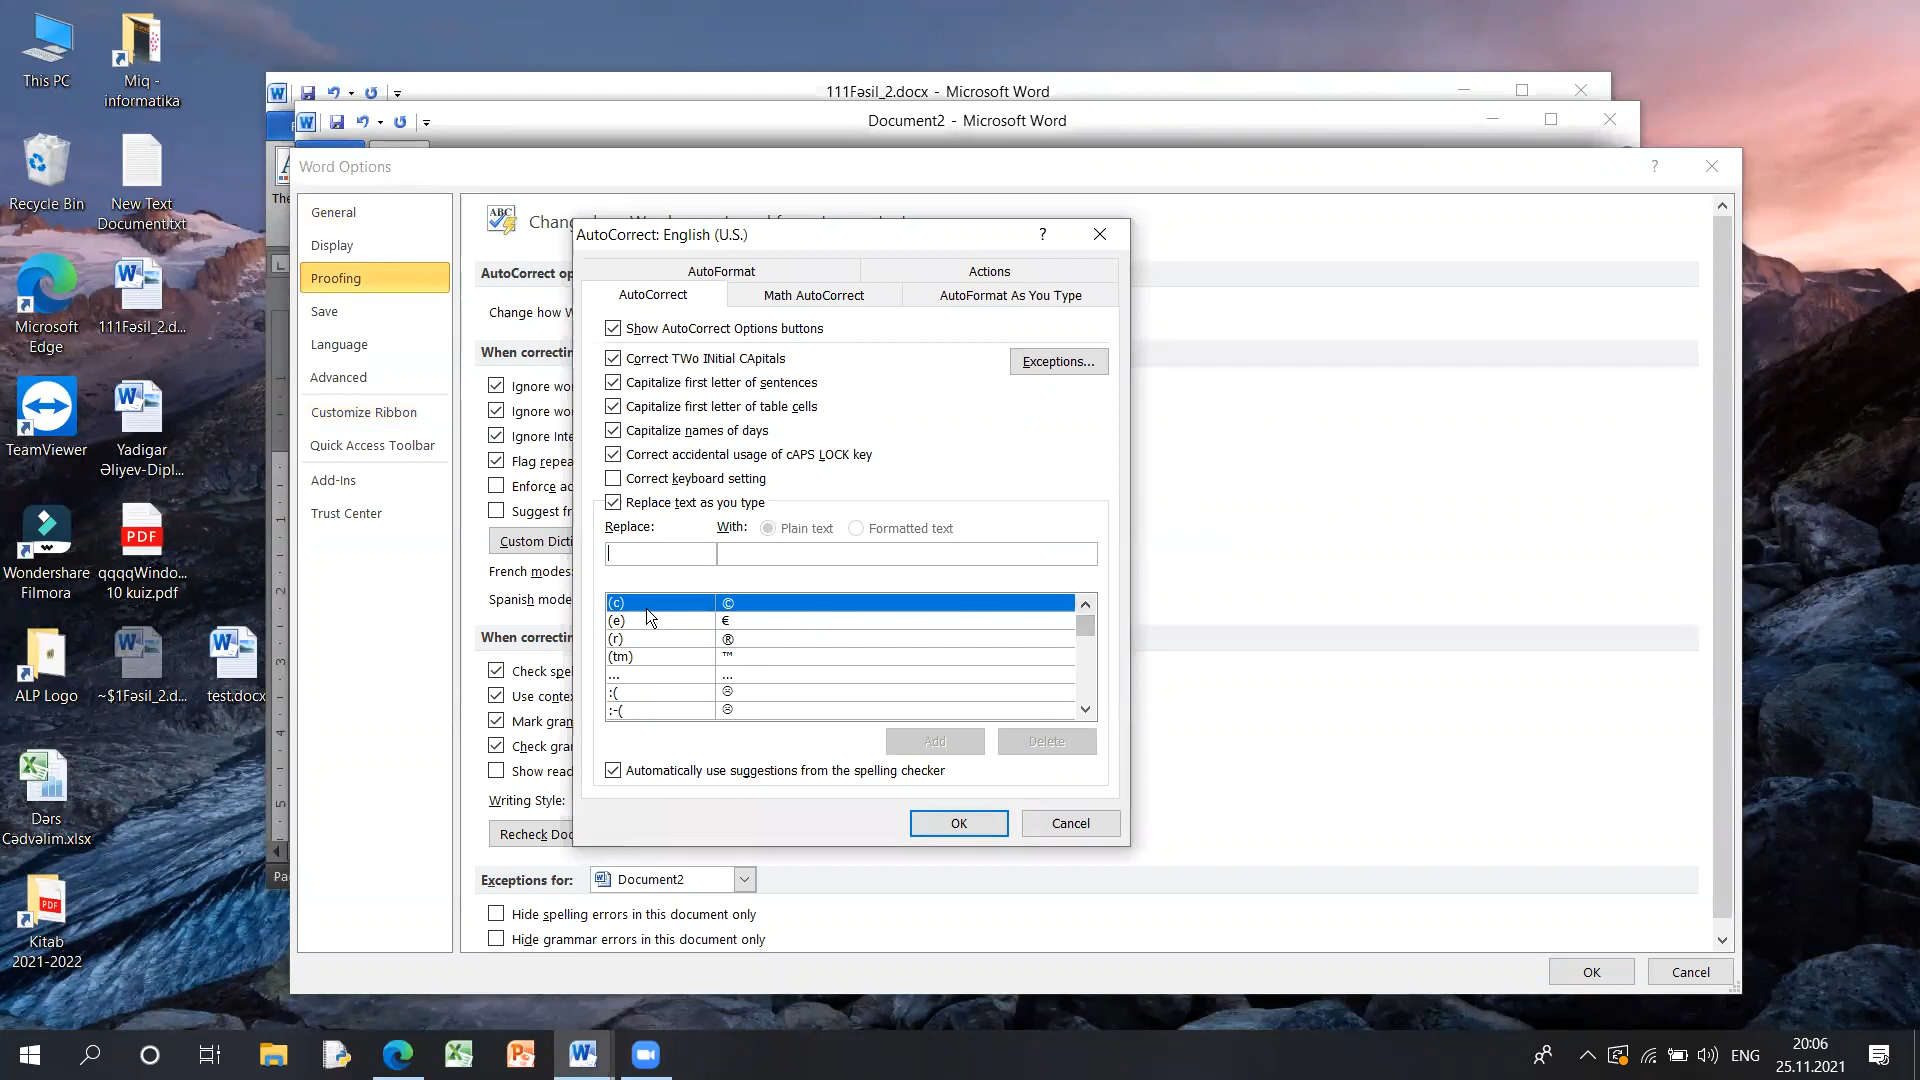 This PC
Miq -
informatika
Recycle Bin
New Text
Document.txt
Microsoft
Edge
111Fəsil_2.d...
TeamViewer
Yadigar
Əliyev-Dipl...
Wondershare
Filmora
qqqqWindo...
10 kuiz.pdf
ALP Logo
~$1Fəsil_2.d...
test.docx
Dərs
Cədvəlim.xlsx
Kitab
2021-2022
111Fəsil_2.docx - Microsoft Word
Document2 - Microsoft Word
Word Options
General
Display
Proofing
Save
Language
Advanced
Customize Ribbon
Quick Access Toolbar
Add-Ins
Trust Center
AutoCorrect op
Change how W
When correctin
Ignore wo
Ignore wo
Ignore Inte
Flag repea
Enforce a
Suggest fr
Custom Dicti
French modes:
Spanish mode
When correctin
Check spel
Use conte
Mark gram
Check gra
Show read
Writing Style:
Recheck Doc
Exceptions for:
Document2
Hide spelling errors in this document only
Hide grammar errors in this document only
OK
Cancel
AutoCorrect: English (U.S.)
AutoFormat
Actions
AutoCorrect
Math AutoCorrect
AutoFormat As You Type
Show AutoCorrect Options buttons
Correct TWo INitial CApitals
Exceptions...
Capitalize first letter of sentences
Capitalize first letter of table cells
Capitalize names of days
Correct accidental usage of cAPS LOCK key
Correct keyboard setting
Replace text as you type
Replace:
With:
Plain text
Formatted text
(c) ©
(e) €
(r) ®
(tm) ™
... …
:( ☹
:-( ☹
Add
Delete
Automatically use suggestions from the spelling checker
OK
Cancel
ENG
20:06
25.11.2021